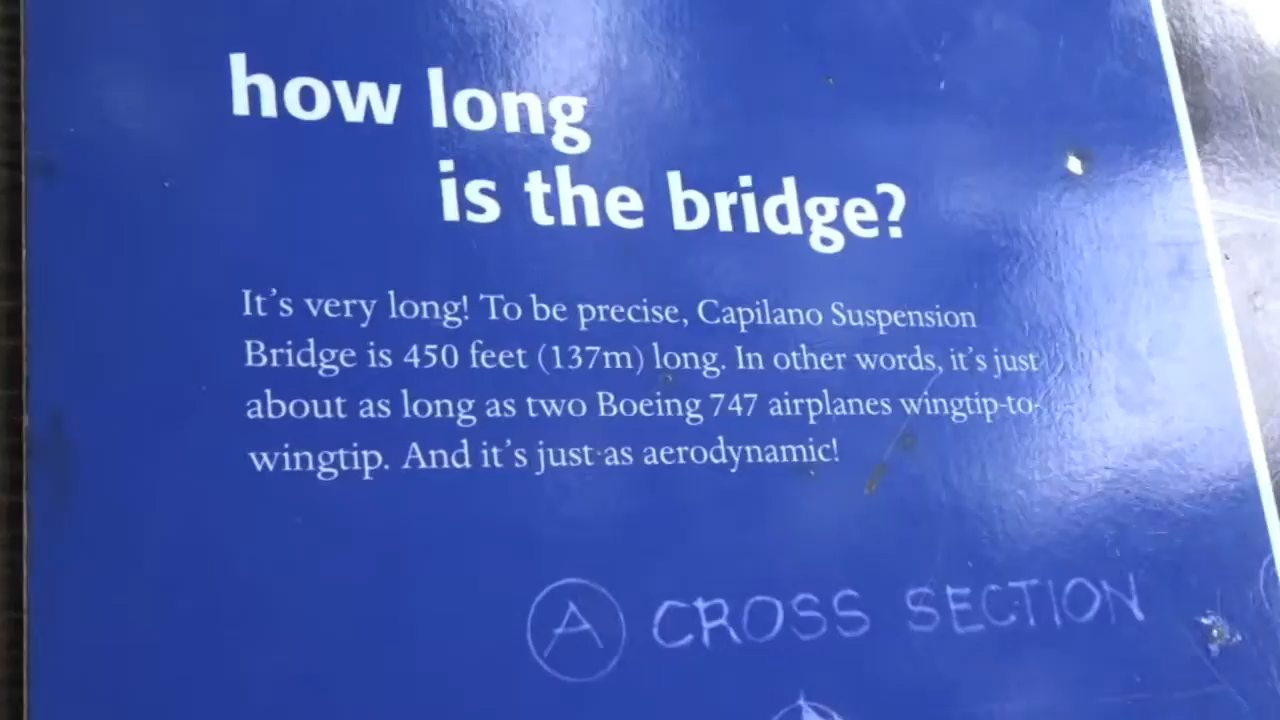 how long
is the bridge?
It's very long! To be precise, Capilano Suspension
Bridge is 450 feet (137m) long. In other words, it's just
about as long as two Boeing 747 airplanes wingtip-to-
wingtip. And it's just as aerodynamic!
A CROSS SECTION